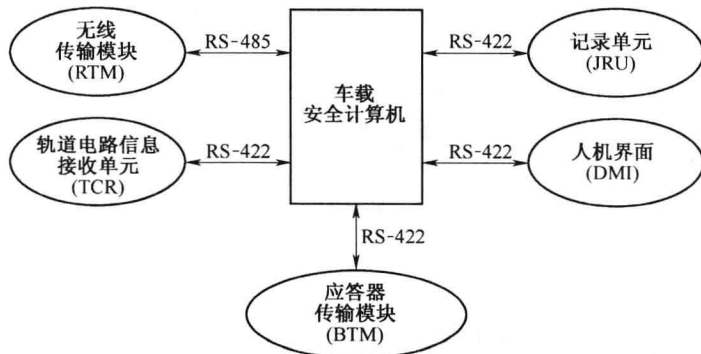 无线
传输模块
(RTM)
RS-485
车载
安全计算机
RS-422
记录单元
(JRU)
轨道电路信息
接收单元
(TCR)
RS-422
RS-422
人机界面
(DMI)
RS-422
应答器
传输模块
(BTM)